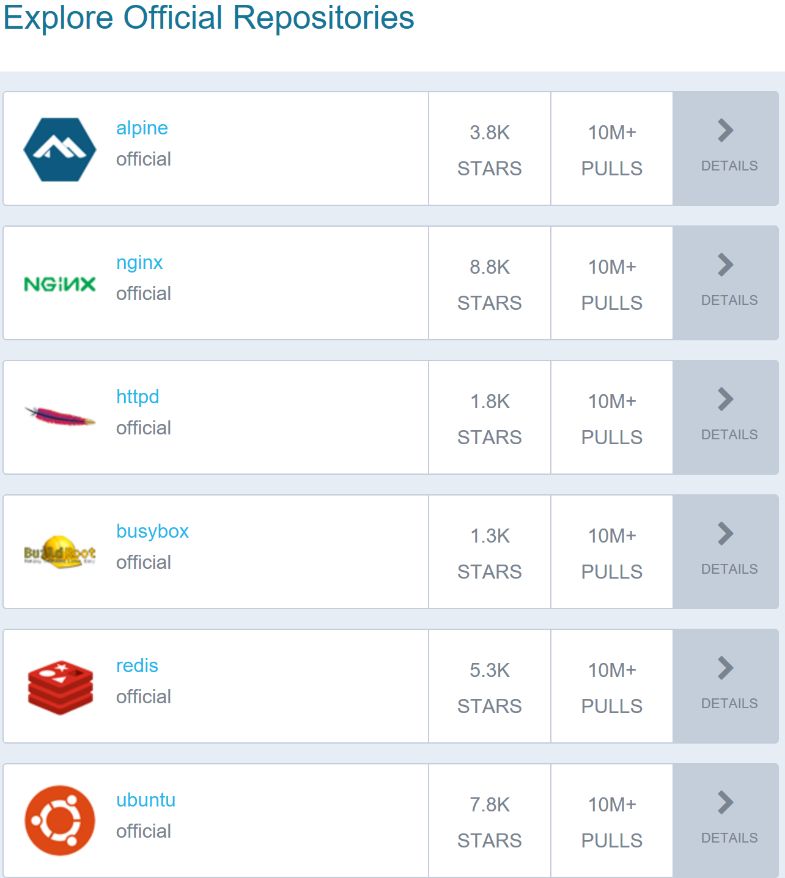 Explore Official Repositories
alpine
official
3.8K
STARS
10M+
PULLS
DETAILS
NGINX
nginx
official
8.8K
STARS
10M+
PULLS
DETAILS
httpd
official
1.8K
STARS
10M+
PULLS
DETAILS
BuildRoot
busybox
official
1.3K
STARS
10M+
PULLS
DETAILS
redis
official
5.3K
STARS
10M+
PULLS
DETAILS
ubuntu
official
7.8K
STARS
10M+
PULLS
DETAILS